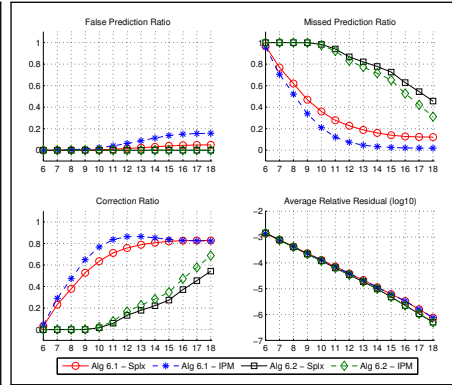 False Prediction Ratio
Missed Prediction Ratio
1
0.8
0.6
0.4
0.2
0
6 7 8 9 10 11 12 13 14 15 16 17 18
1
0.8
0.6
0.4
0.2
0
6 7 8 9 10 11 12 13 14 15 16 17 18
Correction Ratio
Average Relative Residual (log10)
1
0.8
0.6
0.4
0.2
0
6 7 8 9 10 11 12 13 14 15 16 17 18
−2
−3
−4
−5
−6
−7
6 7 8 9 10 11 12 13 14 15 16 17 18
Alg 6.1 − Splx Alg 6.1 − IPM Alg 6.2 − Splx Alg 6.2 − IPM